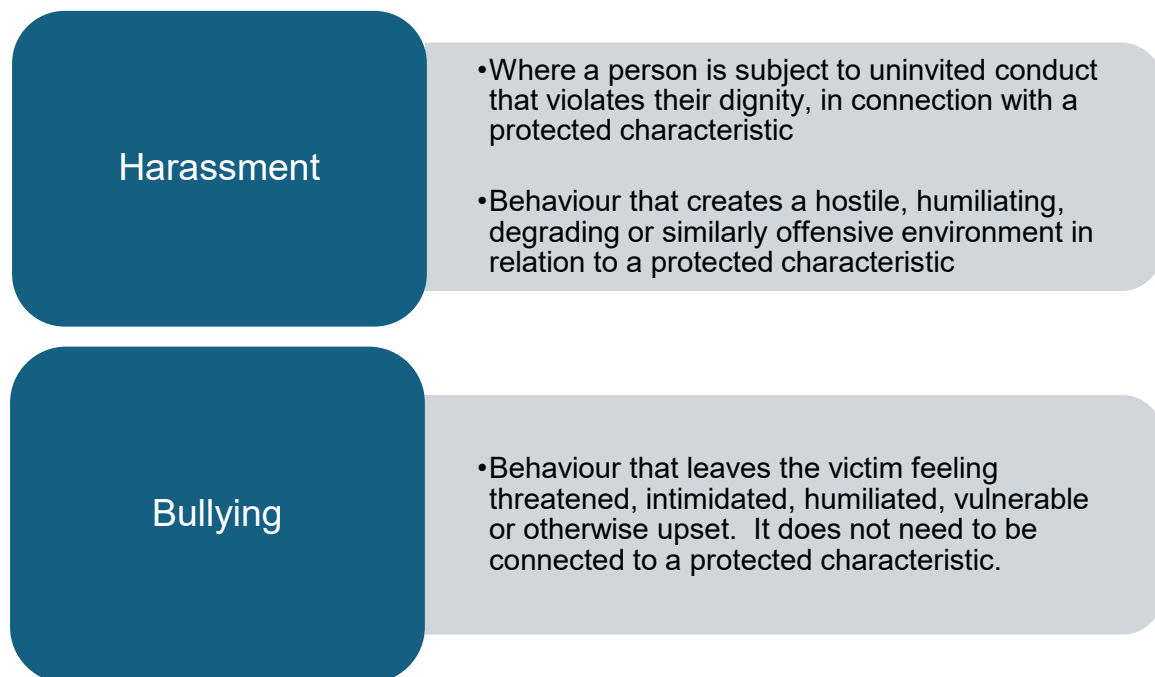 Harassment
•Where a person is subject to uninvited conduct
that violates their dignity, in connection with a
protected characteristic
•Behaviour that creates a hostile, humiliating,
degrading or similarly offensive environment in
relation to a protected characteristic
Bullying
•Behaviour that leaves the victim feeling
threatened, intimidated, humiliated, vulnerable
or otherwise upset.  It does not need to be
connected to a protected characteristic.